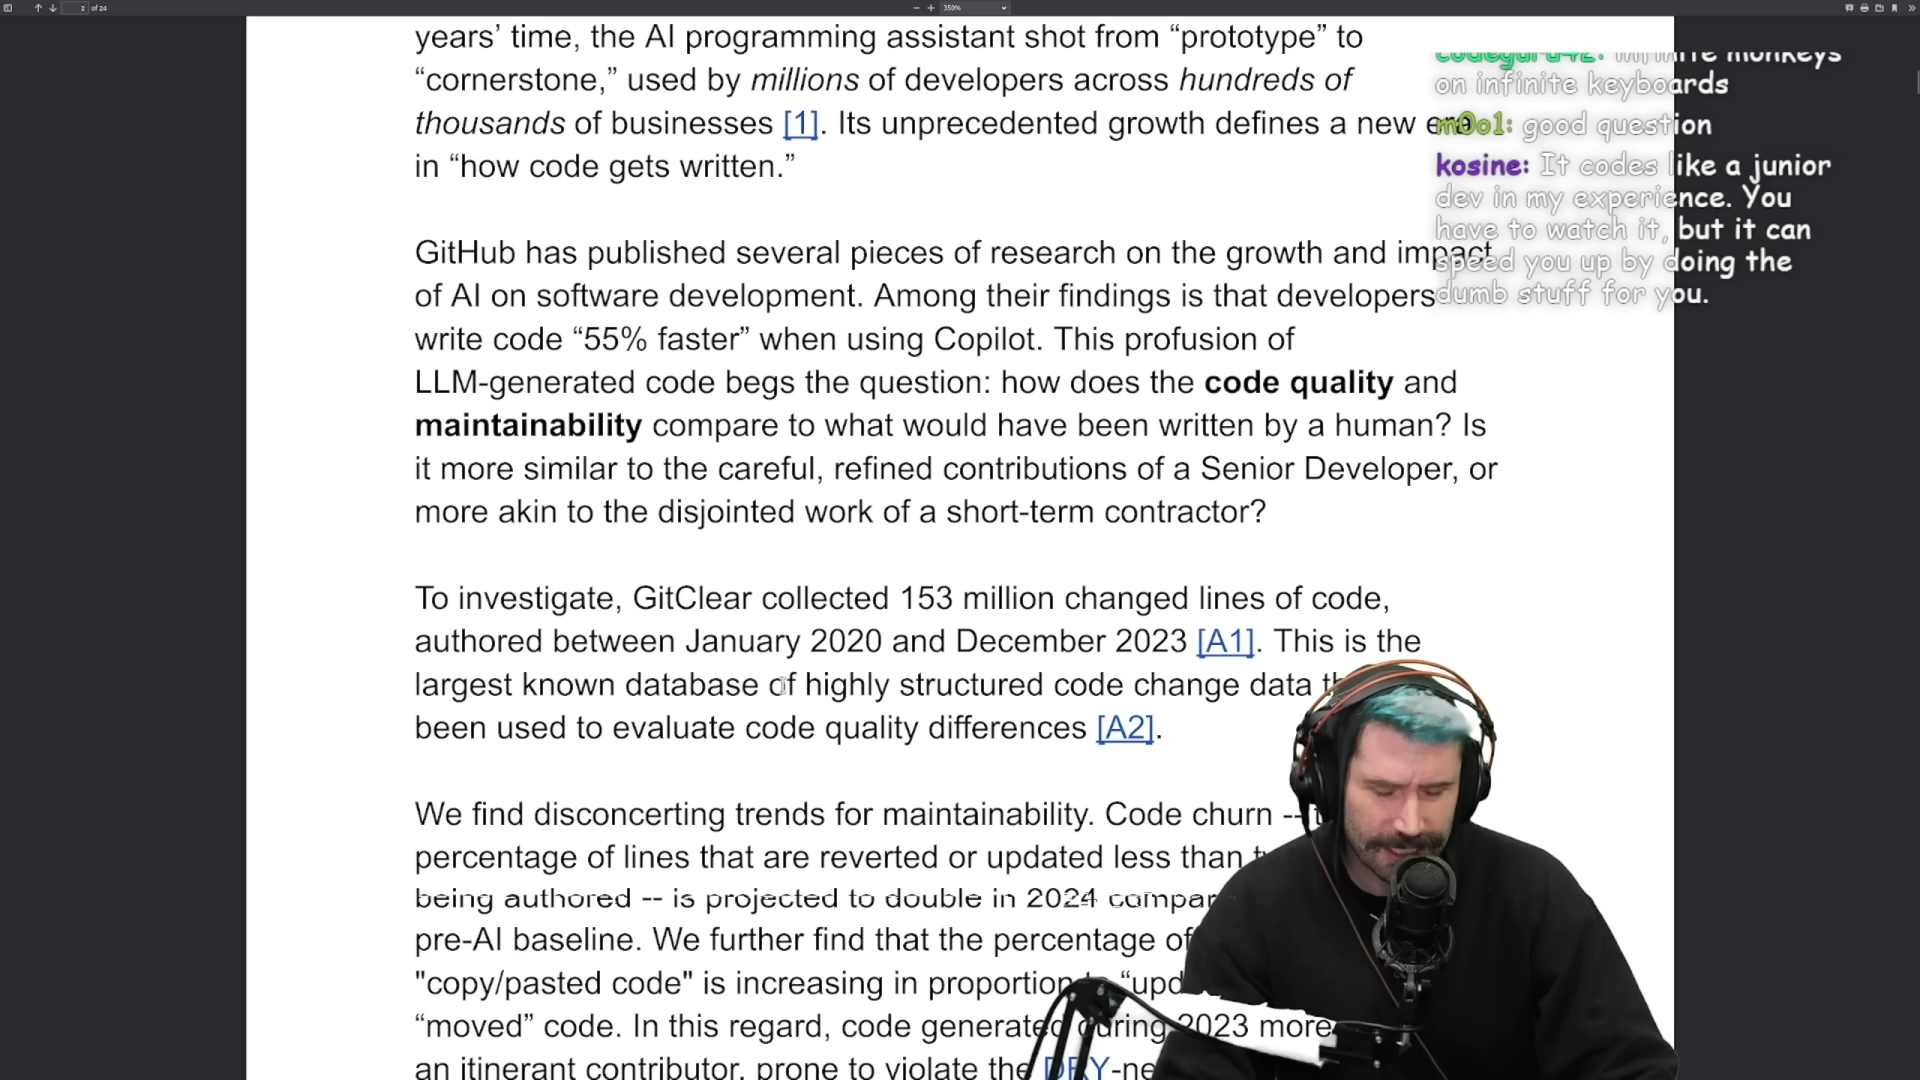 2 of 24
350%
years’ time, the AI programming assistant shot from “prototype” to
“cornerstone,” used by millions of developers across hundreds of
thousands of businesses [1]. Its unprecedented growth defines a new era
in “how code gets written.”
GitHub has published several pieces of research on the growth and impact
of AI on software development. Among their findings is that developers
write code “55% faster” when using Copilot. This profusion of
LLM-generated code begs the question: how does the code quality and
maintainability compare to what would have been written by a human? Is
it more similar to the careful, refined contributions of a Senior Developer, or
more akin to the disjointed work of a short-term contractor?
To investigate, GitClear collected 153 million changed lines of code,
authored between January 2020 and December 2023 [A1]. This is the
largest known database of highly structured code change data
been used to evaluate code quality differences [A2].
We find disconcerting trends for maintainability. Code churn --
percentage of lines that are reverted or updated less than
being authored -- is projected to double in 2024
pre-AI baseline. We further find that the percentage of
"copy/pasted code" is increasing in proportion
“moved” code. In this regard, code generated during 2023 more
an itinerant contributor, prone to violate the DRY-ne
codeguru42: infinite monkeys
on infinite keyboards
m0o1: good question
kosine: It codes like a junior
dev in my experience. You
have to watch it, but it can
speed you up by doing the
dumb stuff for you.